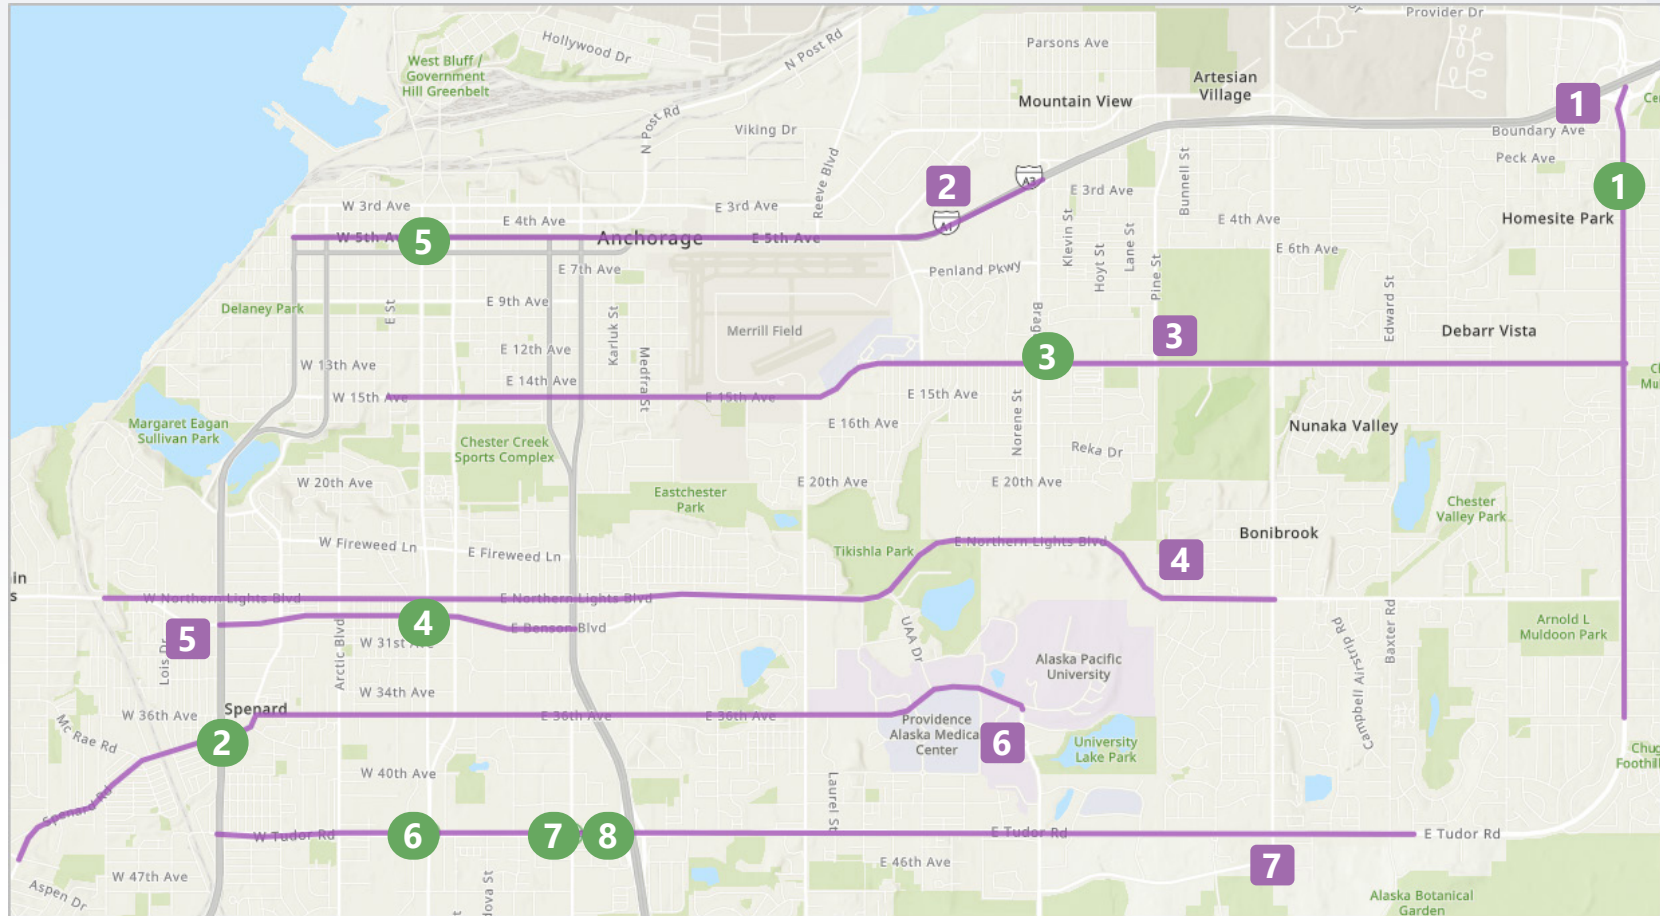 Provider Dr
Hollywood Dr
N Post Rd
Parsons Ave
West Bluff /
Government
Hill Greenbelt
Artesian
Village
Mountain View
1
N Post Rd
Viking Dr
Boundary Ave
Peck Ave
Reeve Blvd
Bunnell St
A3
2
1
W 3rd Ave
E 3rd Ave
E 3rd Ave
E 4th Ave
E 4th Ave
Homesite Park
A1
W 5th A
5
Anchorage
E 5th Ave
Klevin St
Hoyt St
Lane St
Pine St
E 6th Ave
E 7th Ave
Penland Pkwy
Delaney Park
E St
E 9th Ave
Karluk St
Merrill Field
Brag
Edward St
Debarr Vista
3
3
E 12th Ave
W 13th Ave
Medfra St
E 14th Ave
W 15th Ave
E 15th Ave
E 15th Ave
Margaret Eagan
Sullivan Park
E 16th Ave
Norene St
Nunaka Valley
Chester Creek
Sports Complex
Reka Dr
W 20th Ave
E 20th Ave
E 20th Ave
Eastchester
Park
Chester
Valley Park
Bonibrook
W Fireweed Ln
E Fireweed Ln
Tikishla Park
E Northern Lights Blvd
4
in
s
W Northern Lights Blvd
E Northern Lights Blvd
5
4
E Benson Blvd
Lois Dr
Arctic Blvd
W 31st Ave
UAA Dr
Campbell Airstrip Rd
Baxter Rd
Arnold L
Muldoon Park
Alaska Pacific
University
W 34th Ave
Spenard
W 36th Ave
E 36th Ave
E 36th Ave
Mc Rae Rd
2
Providence
Alaska Medica
Center
6
University
Lake Park
Chug
Foothil
W 40th Ave
Spenard Rd
Laurel St
W Tudor Rd
6
7
8
E Tudor Rd
E Tudor Rd
E 46th Ave
7
W 47th Ave
Aspen Dr
dova St
Alaska Botanical
Garden